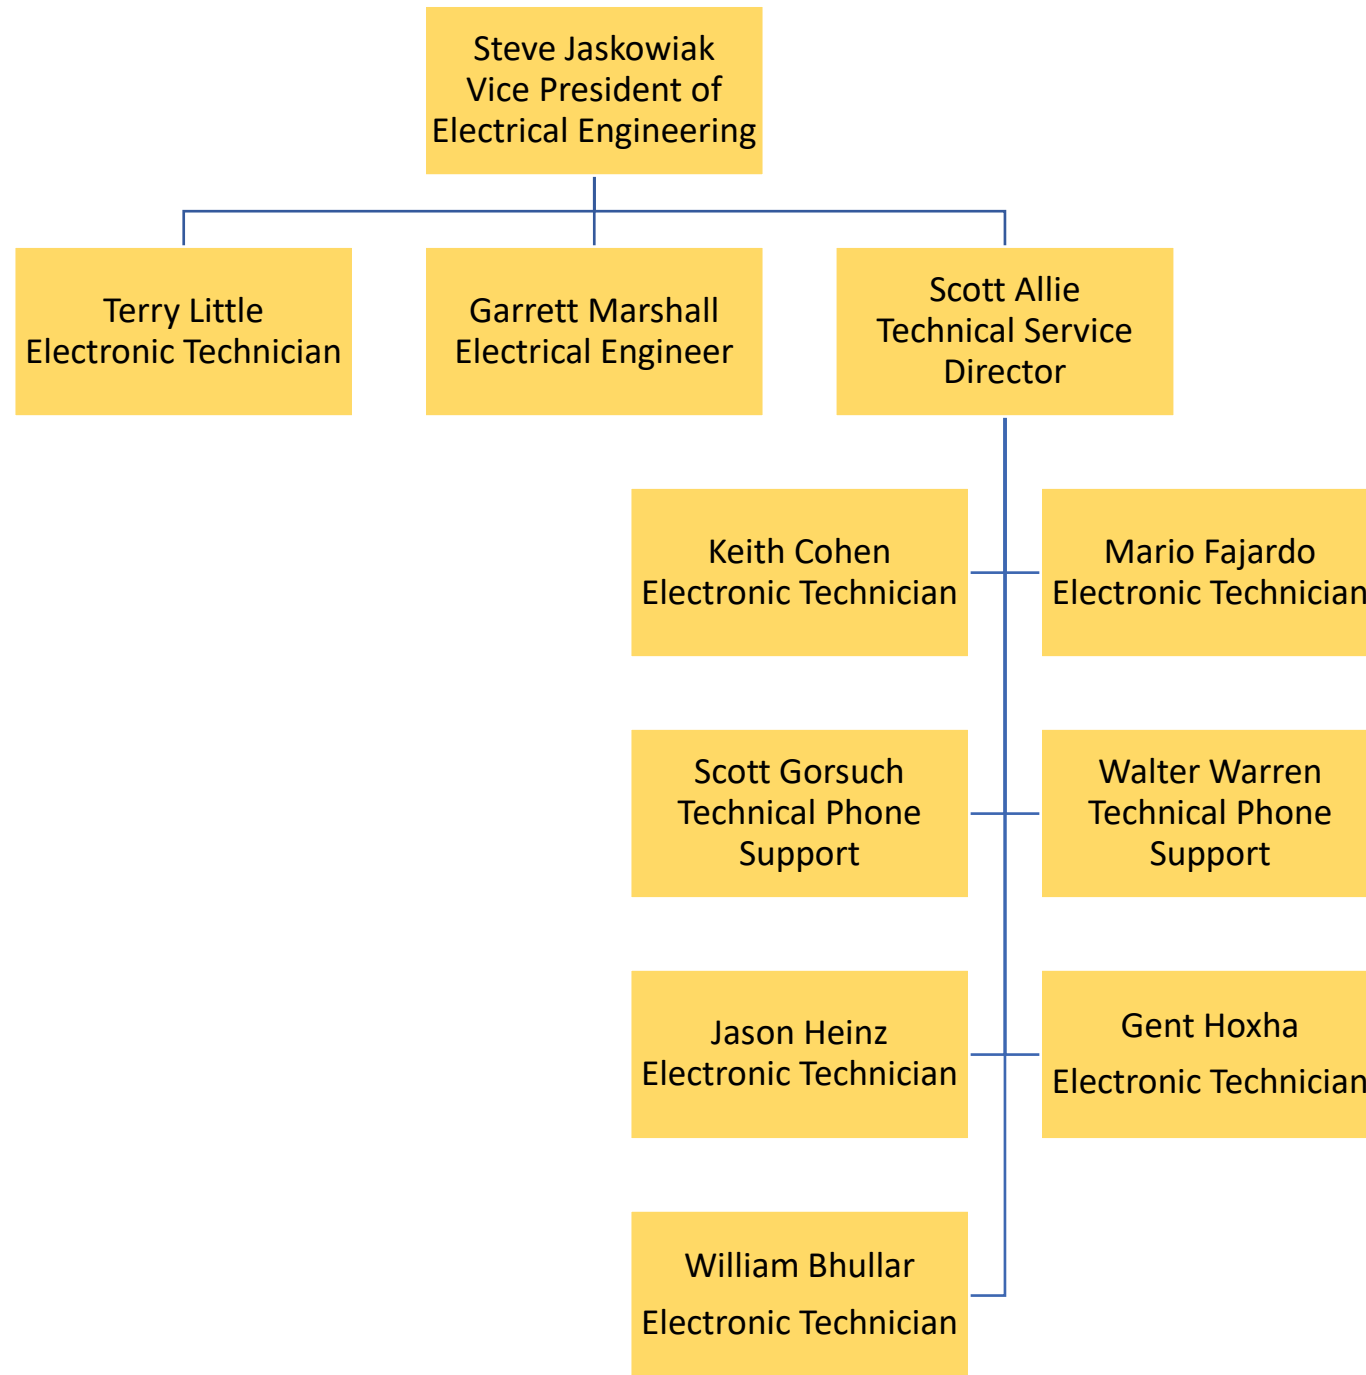 Steve Jaskowiak
Vice President of
Electrical Engineering
Terry Little
Electronic Technician
Garrett Marshall
Electrical Engineer
Scott Allie
Technical Service
Director
Keith Cohen
Electronic Technician
Mario Fajardo
Electronic Technician
Scott Gorsuch
Technical Phone
Support
Walter Warren
Technical Phone
Support
Jason Heinz
Electronic Technician
Gent Hoxha
Electronic Technician
William Bhullar
Electronic Technician